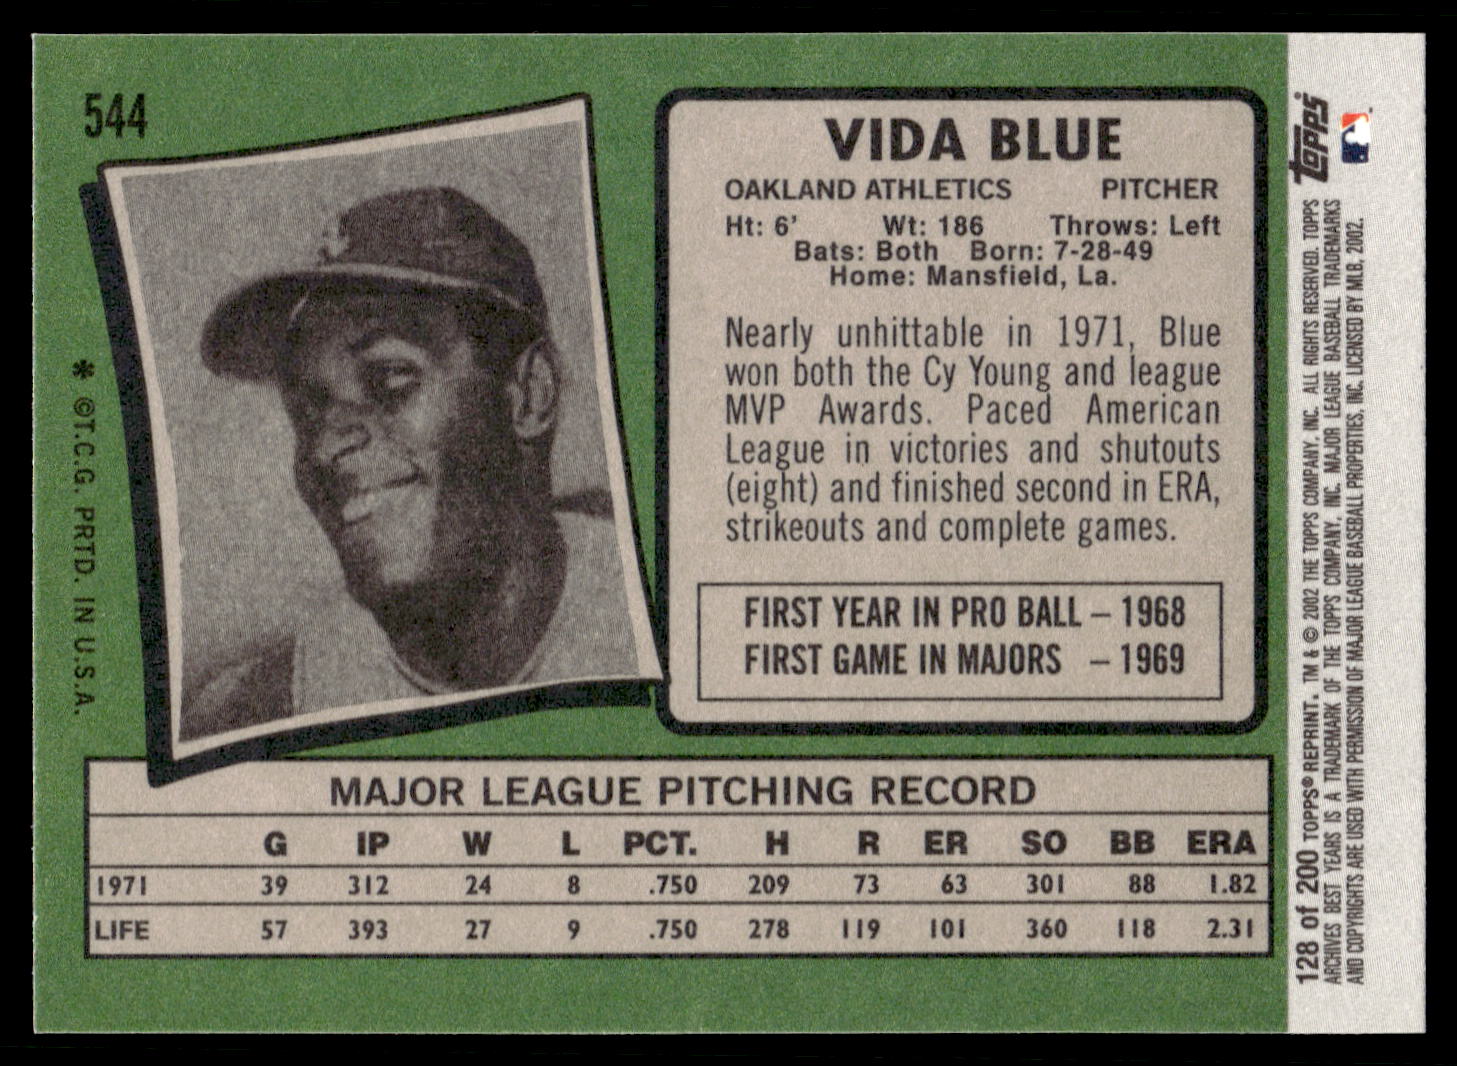 544
* ©T.C.G. PRTD. IN U.S.A.
VIDA BLUE
OAKLAND ATHLETICS PITCHER
Ht: 6' Wt: 186 Throws: Left
Bats: Both Born: 7-28-49
Home: Mansfield, La.
Nearly unhittable in 1971, Blue
won both the Cy Young and league
MVP Awards. Paced American
League in victories and shutouts
(eight) and finished second in ERA,
strikeouts and complete games.
FIRST YEAR IN PRO BALL – 1968
FIRST GAME IN MAJORS – 1969
MAJOR LEAGUE PITCHING RECORD
G IP W L PCT. H R ER SO BB ERA
1971 39 312 24 8 .750 209 73 63 301 88 1.82
LIFE 57 393 27 9 .750 278 119 101 360 118 2.31
topps
128 of 200 TOPPS® REPRINT. TM & © 2002 THE TOPPS COMPANY, INC. ALL RIGHTS RESERVED. TOPPS
ARCHIVES BEST YEARS IS A TRADEMARK OF THE TOPPS COMPANY, INC. MAJOR LEAGUE BASEBALL TRADEMARKS
AND COPYRIGHTS ARE USED WITH PERMISSION OF MAJOR LEAGUE BASEBALL PROPERTIES, INC. LICENSED BY MLB, 2002.